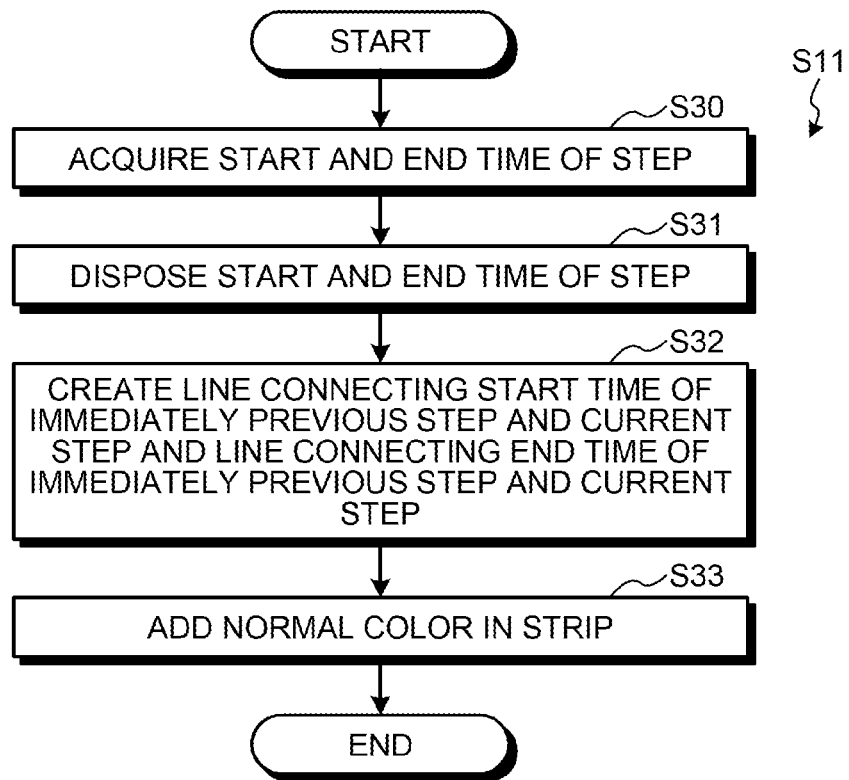 START
S11
S30
ACQUIRE START AND END TIME OF STEP
S31
DISPOSE START AND END TIME OF STEP
S32
CREATE LINE CONNECTING START TIME OF
IMMEDIATELY PREVIOUS STEP AND CURRENT
STEP AND LINE CONNECTING END TIME OF
IMMEDIATELY PREVIOUS STEP AND CURRENT
STEP
S33
ADD NORMAL COLOR IN STRIP
END